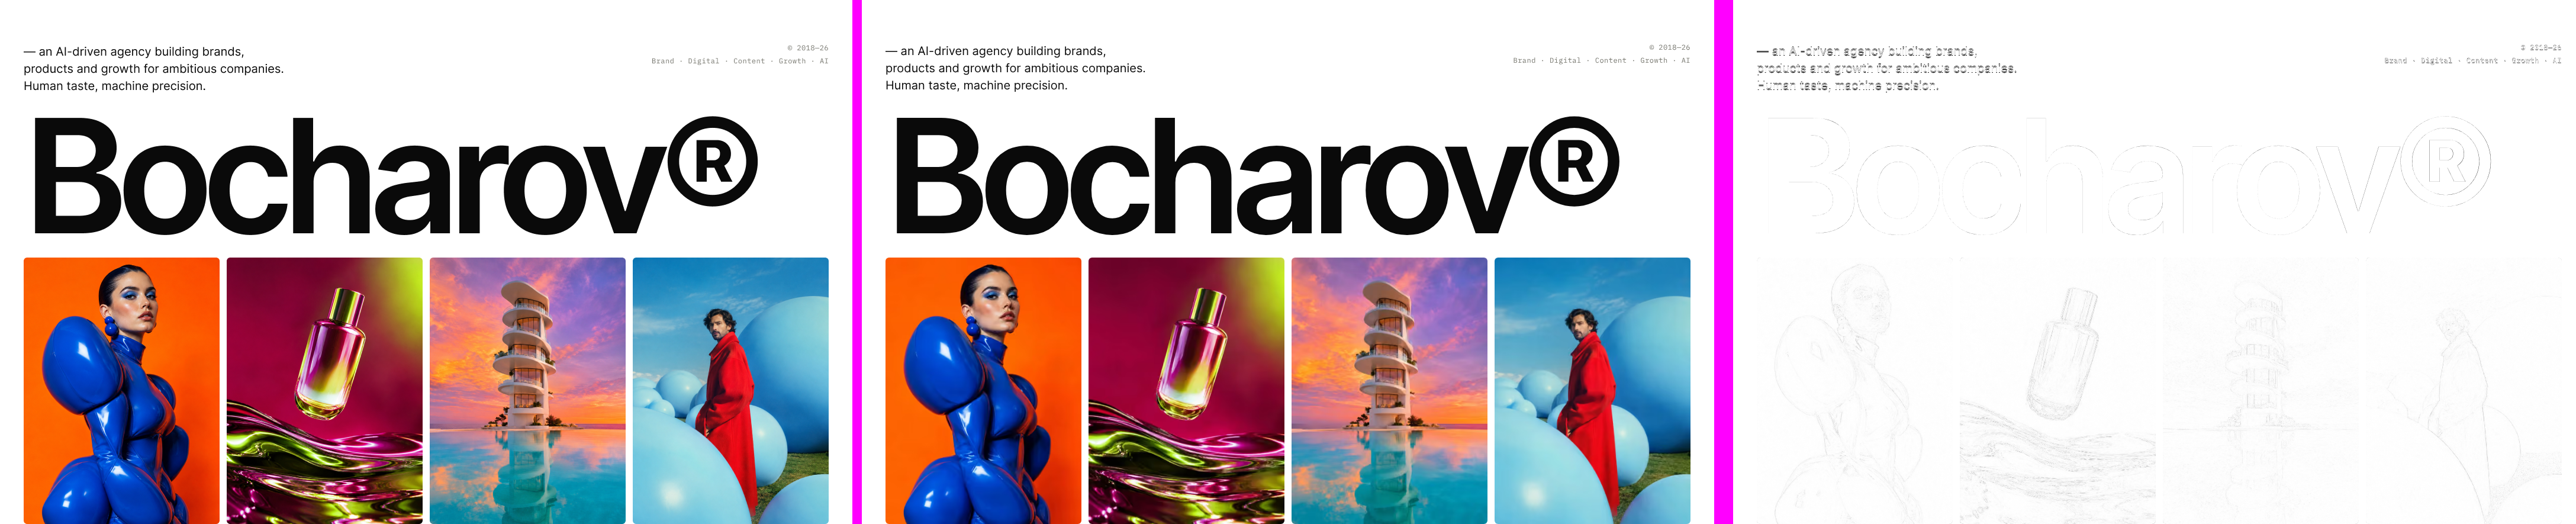 — an AI-driven agency building brands,
products and growth for ambitious companies.
Human taste, machine precision.
© 2018—26
Brand · Digital · Content · Growth · AI
Bocharov®
— an AI-driven agency building brands,
products and growth for ambitious companies.
Human taste, machine precision.
© 2018—26
Brand · Digital · Content · Growth · AI
Bocharov®
— an AI-driven agency building brands,
products and growth for ambitious companies.
Human taste, machine precision.
© 2018—26
Brand · Digital · Content · Growth · AI
Bocharov®